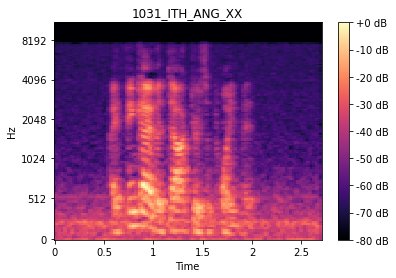 1031_ITH_ANG_XX
+0 dB
8192
-10 dB
4096
-20 dB
-30 dB
2048
Hz
-40 dB
1024
-50 dB
512
-60 dB
-70 dB
0
-80 dB
0
0.5
1
1.5
2
2.5
Time